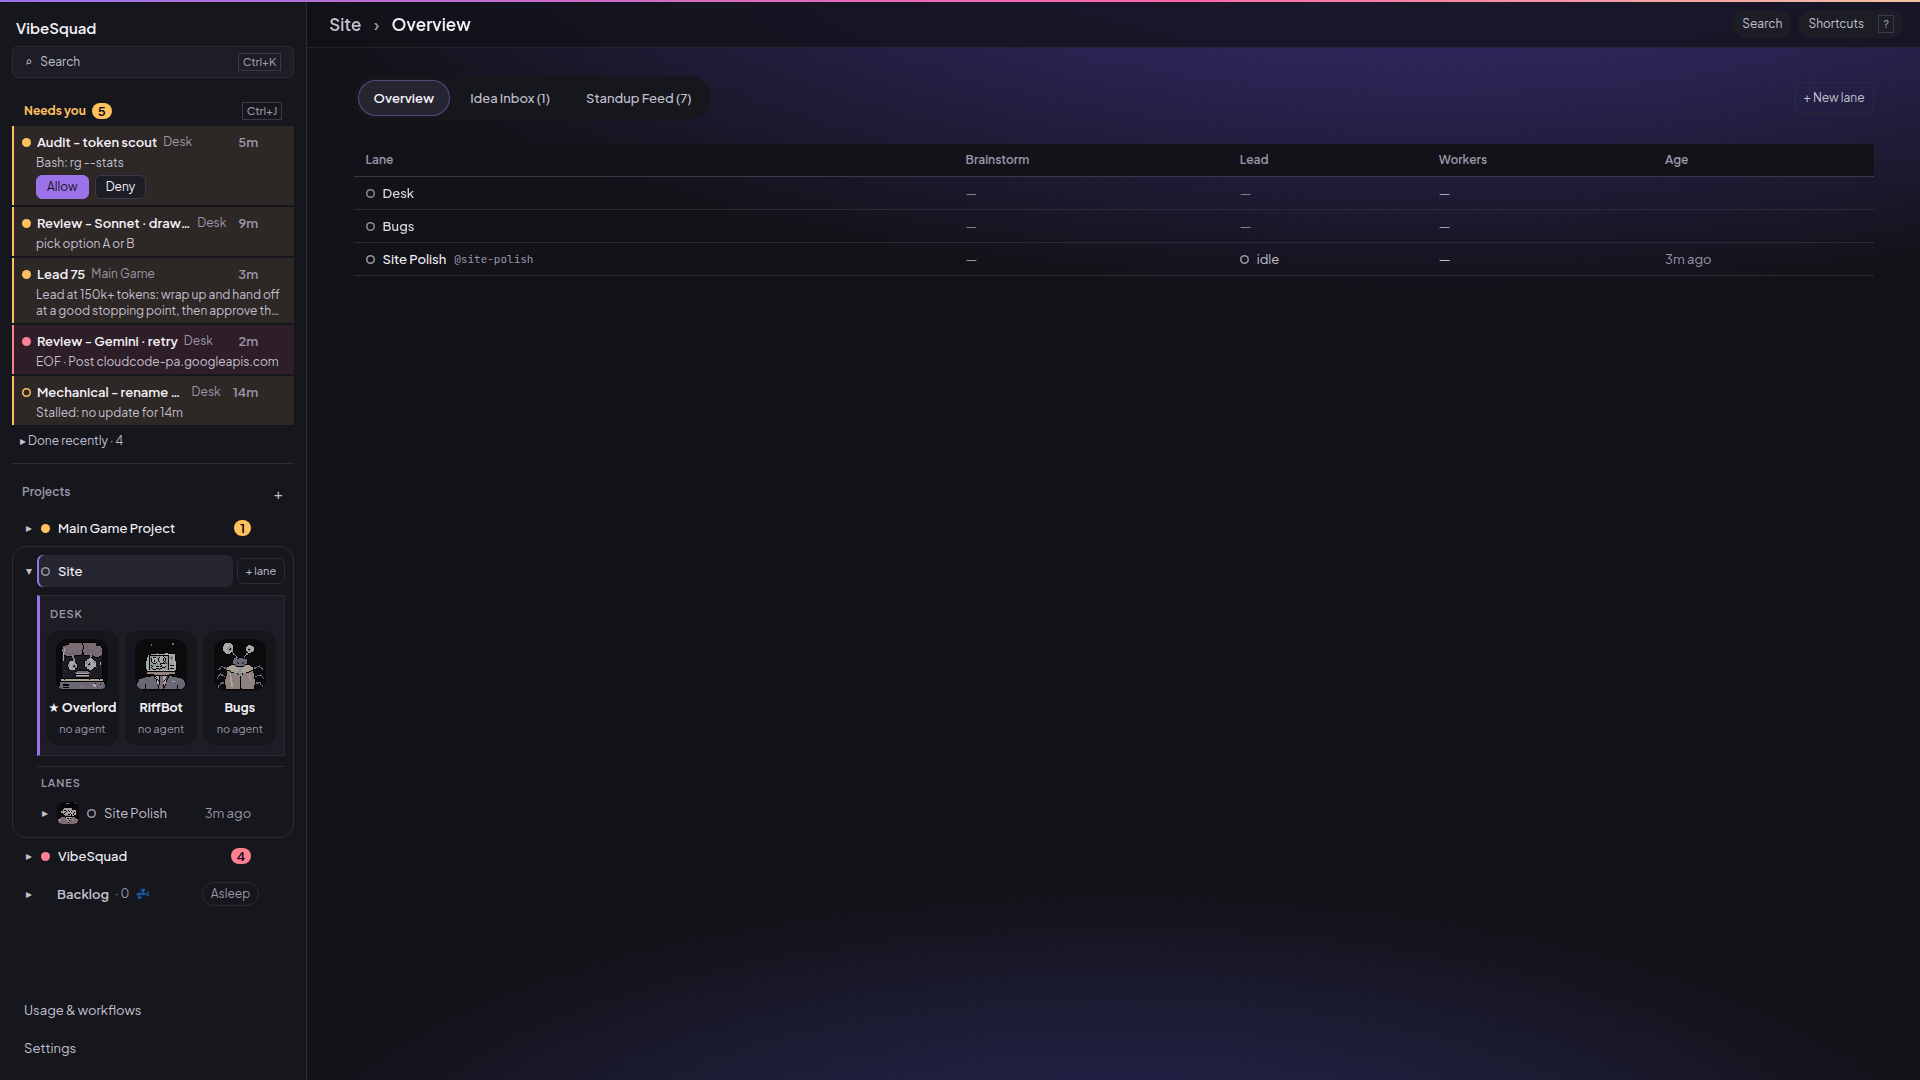 VibeSquad
Search Ctrl+K
Needs you 5 Ctrl+J
Audit – token scout Desk 5m
Bash: rg --stats
Allow Deny
Review – Sonnet · draw… Desk 9m
pick option A or B
Lead 75 Main Game 3m
Lead at 150k+ tokens: wrap up and hand off
at a good stopping point, then approve th…
Review – Gemini · retry Desk 2m
EOF · Post cloudcode-pa.googleapis.com
Mechanical – rename … Desk 14m
Stalled: no update for 14m
▸ Done recently · 4
Projects +
▸ Main Game Project 1
▾ Site + lane
DESK
★ Overlord RiffBot Bugs
no agent no agent no agent
LANES
▸ Site Polish 3m ago
▸ VibeSquad 4
▸ Backlog · 0 💤 Asleep
Usage & workflows
Settings
Site › Overview Search Shortcuts ?
Overview Idea Inbox (1) Standup Feed (7) + New lane
Lane Brainstorm Lead Workers Age
Desk — — —
Bugs — — —
Site Polish @site-polish — idle — 3m ago